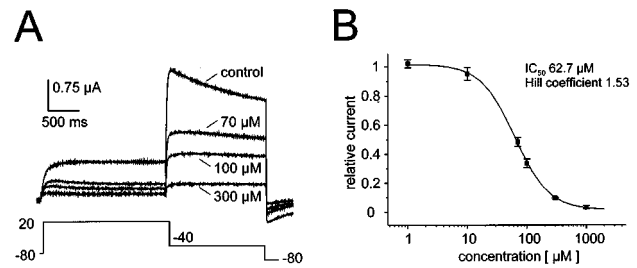 A
control
0.75 µA
500 ms
70 µM
100 µM
300 µM
20
-80
-40
-80
B
IC50 62.7 µM
Hill coefficient 1.53
relative current
1
0.8
0.6
0.4
0.2
0
1
10
100
1000
concentration [ µM ]